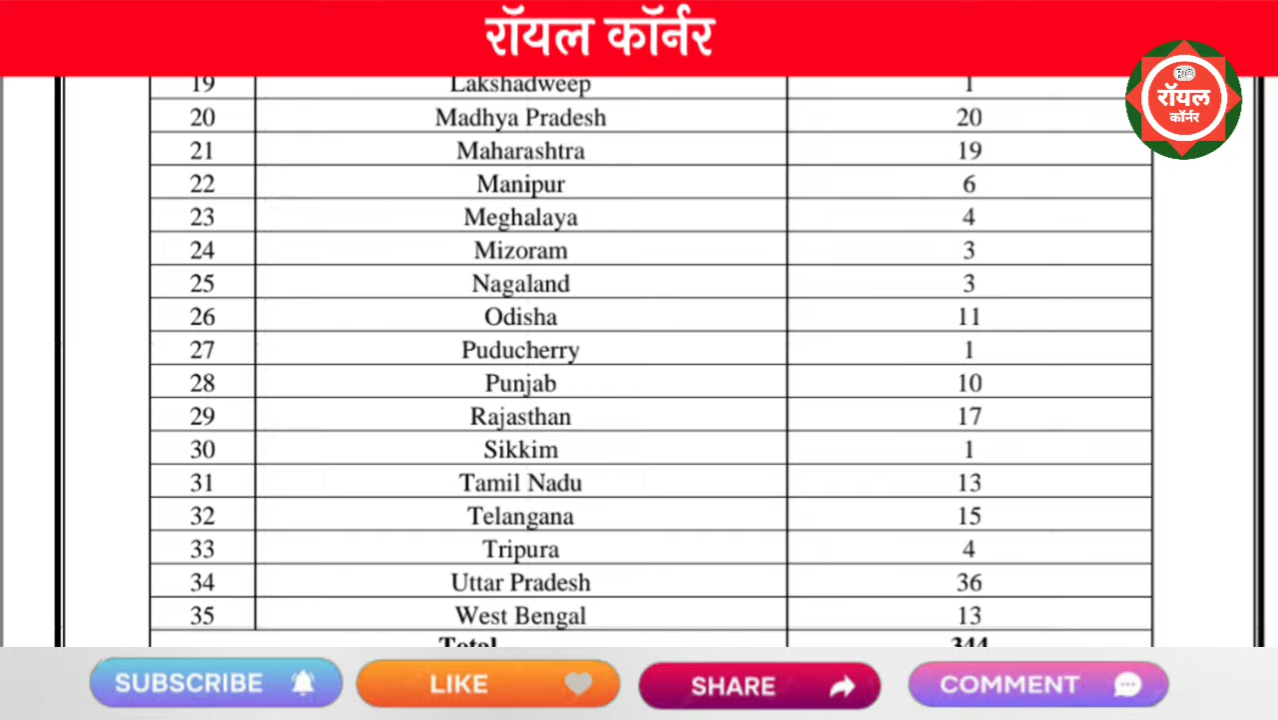 रॉयल कॉर्नर
19 Lakshadweep 1
रॉयल
कॉर्नर
20 Madhya Pradesh 20
21 Maharashtra 19
22 Manipur 6
23 Meghalaya 4
24 Mizoram 3
25 Nagaland 3
26 Odisha 11
27 Puducherry 1
28 Punjab 10
29 Rajasthan 17
30 Sikkim 1
31 Tamil Nadu 13
32 Telangana 15
33 Tripura 4
34 Uttar Pradesh 36
35 West Bengal 13
Total 344
SUBSCRIBE LIKE SHARE COMMENT